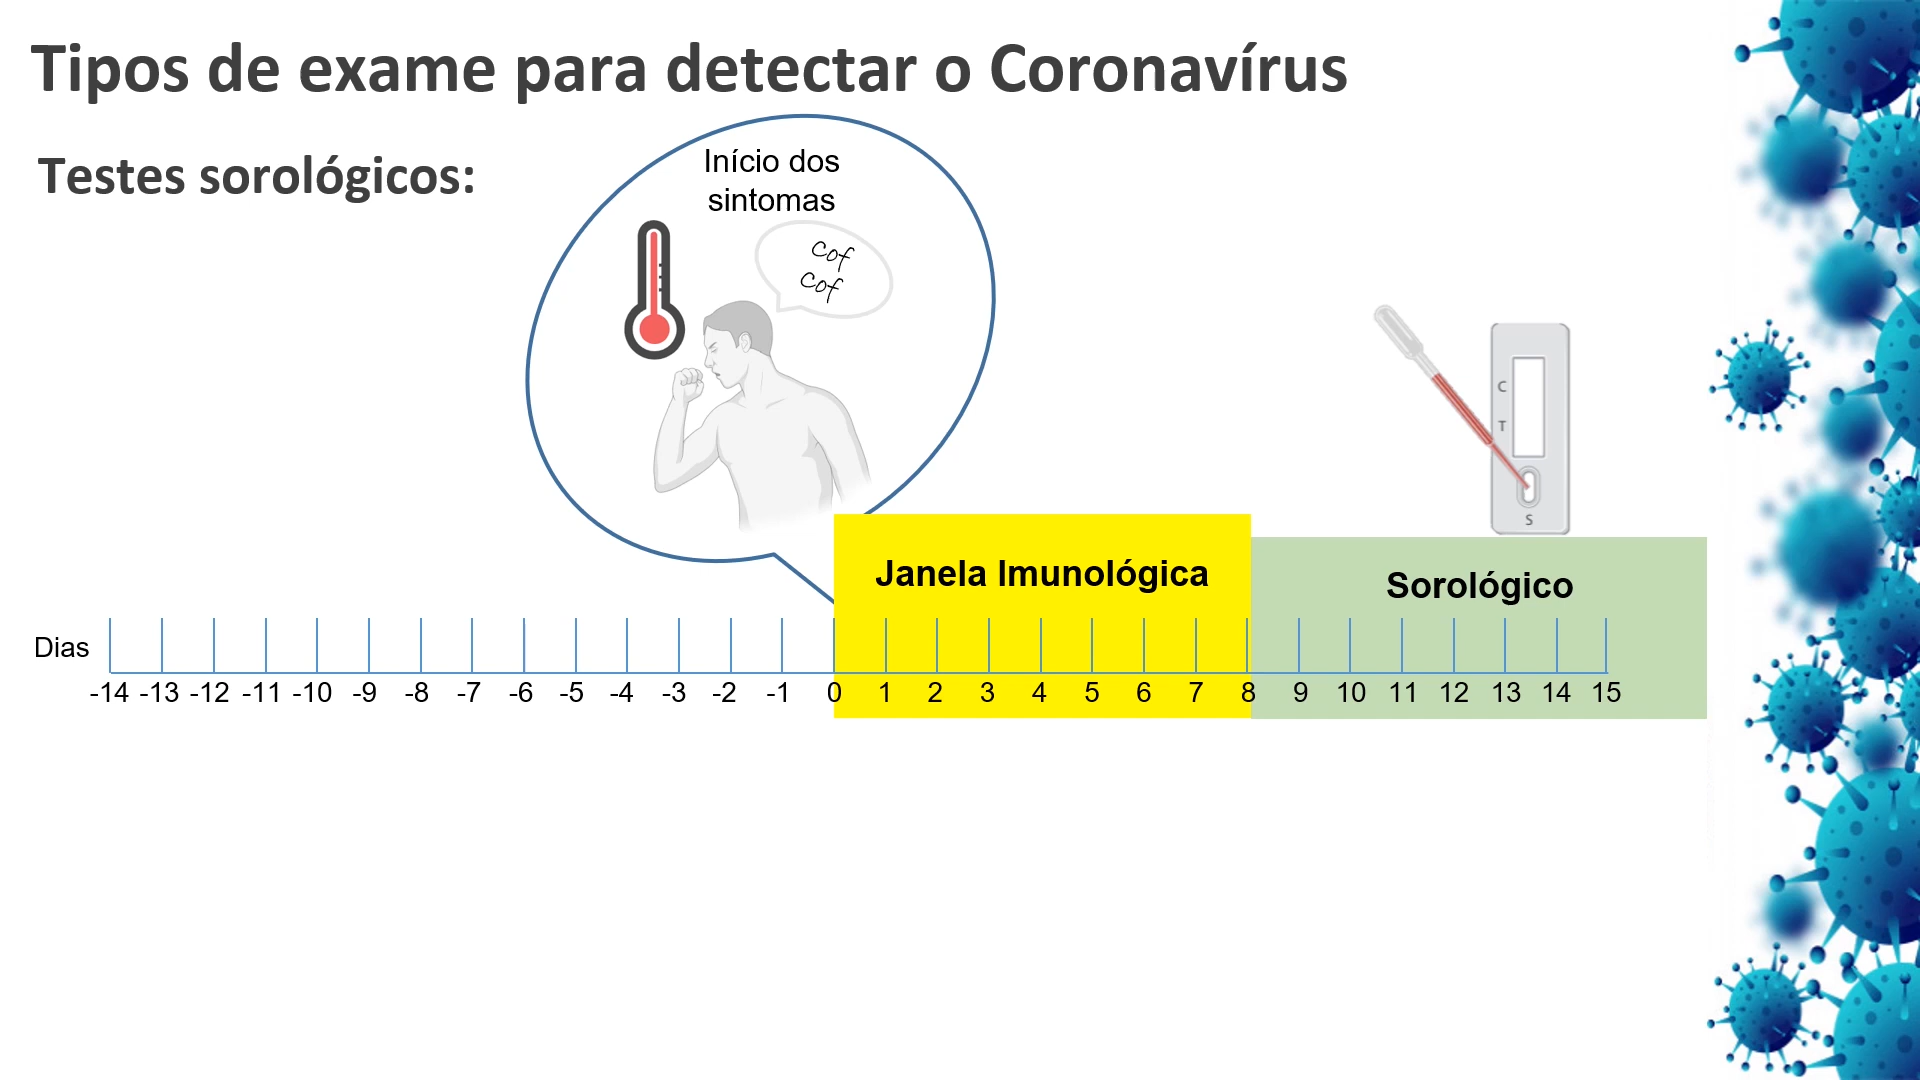 Tipos de exame para detectar o Coronavírus
Testes sorológicos:
Início dos
sintomas
cof
cof
C
T
S
Janela Imunológica
Sorológico
Dias
-14 -13 -12 -11 -10 -9 -8 -7 -6 -5 -4 -3 -2 -1 0 1 2 3 4 5 6 7 8 9 10 11 12 13 14 15